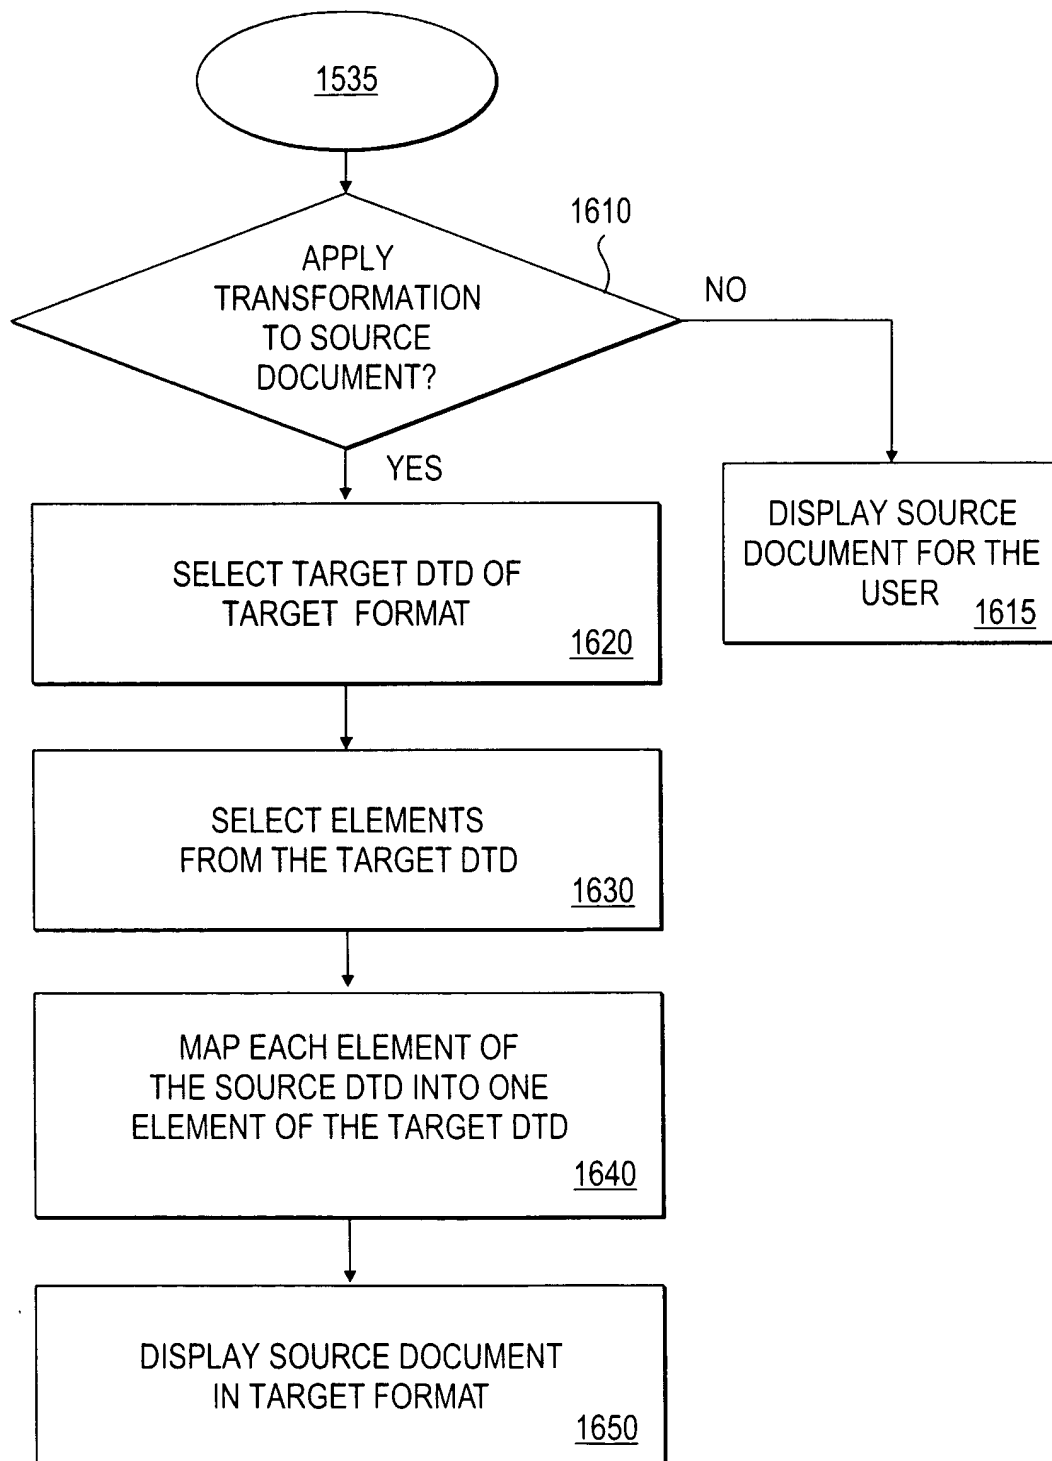 1535
1610
APPLY
TRANSFORMATION
TO SOURCE
DOCUMENT?
NO
YES
DISPLAY SOURCE
DOCUMENT FOR THE
USER
1615
SELECT TARGET DTD OF
TARGET FORMAT
1620
SELECT ELEMENTS
FROM THE TARGET DTD
1630
MAP EACH ELEMENT OF
THE SOURCE DTD INTO ONE
ELEMENT OF THE TARGET DTD
1640
DISPLAY SOURCE DOCUMENT
IN TARGET FORMAT
1650